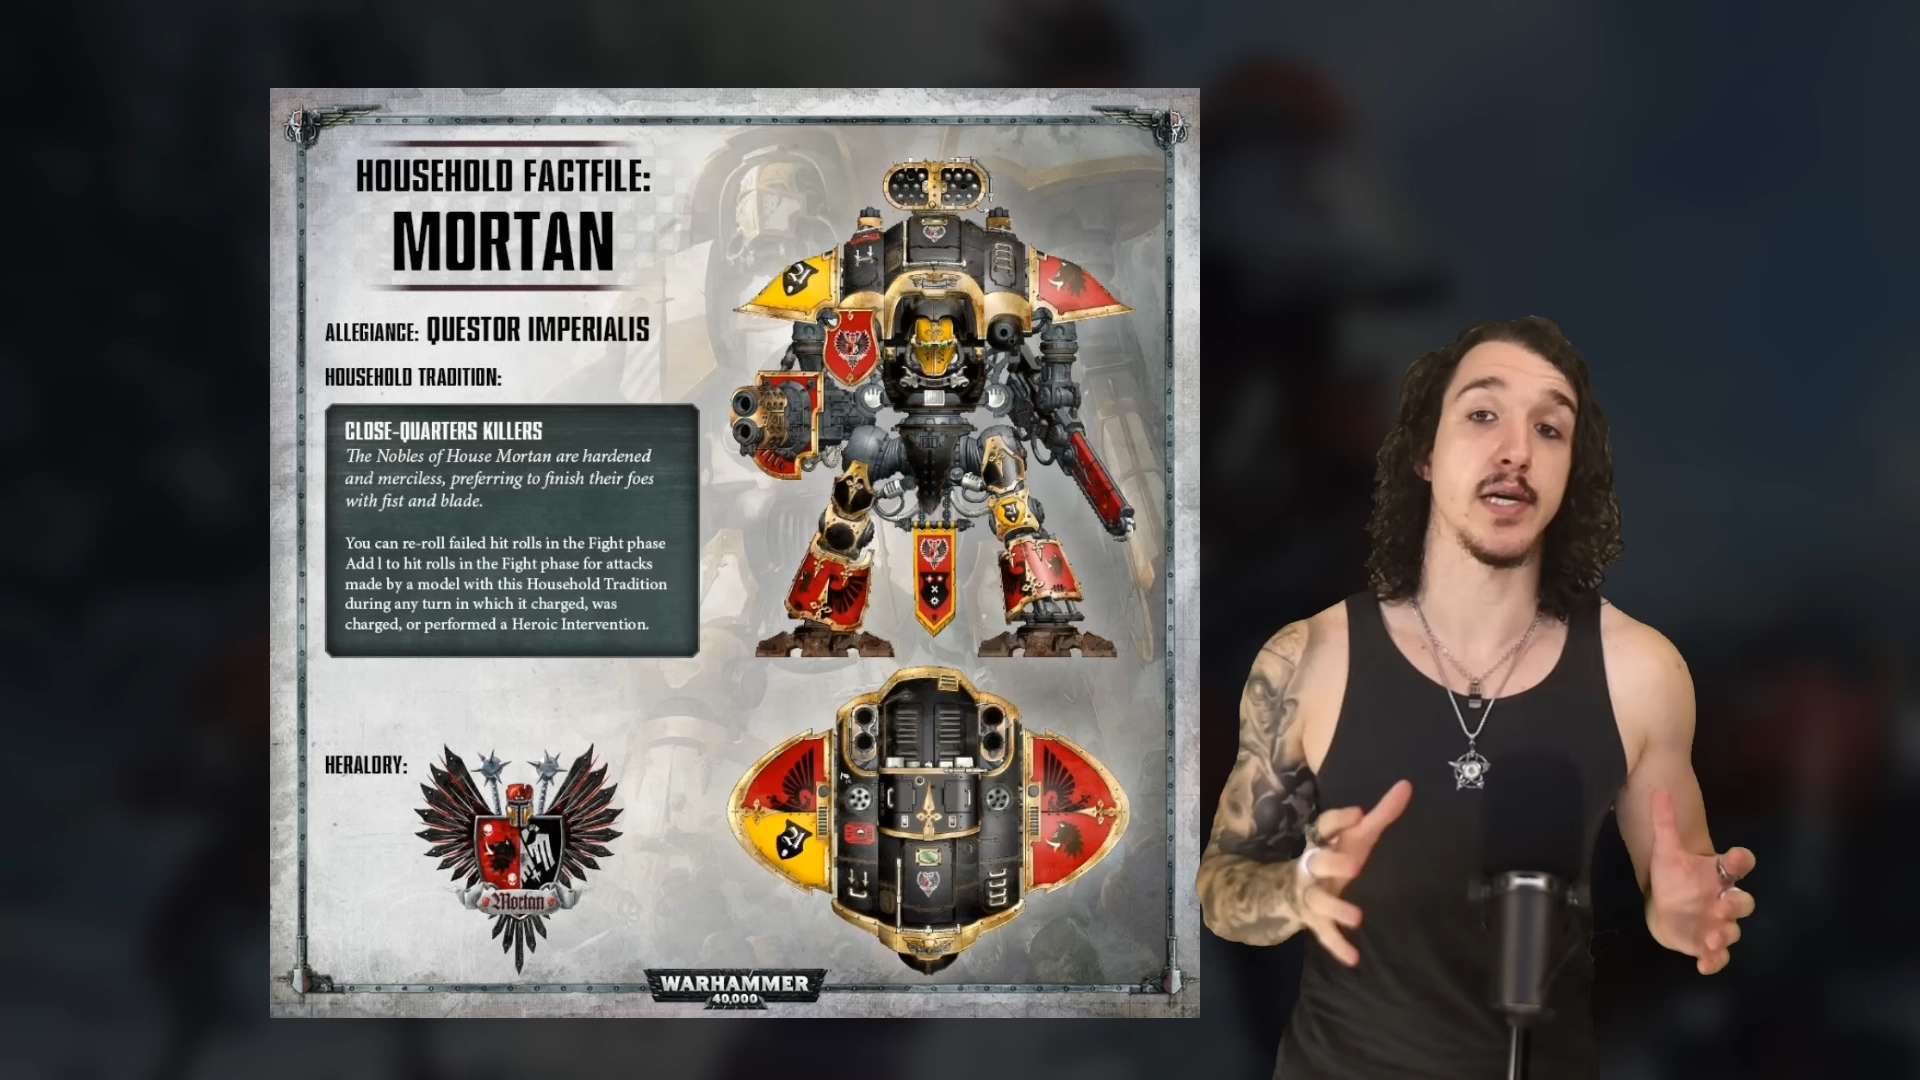 HOUSEHOLD FACTFILE:
MORTAN
ALLEGIANCE: QUESTOR IMPERIALIS
HOUSEHOLD TRADITION:
CLOSE-QUARTERS KILLERS
The Nobles of House Mortan are hardened
and merciless, preferring to finish their foes
with fist and blade.
You can re-roll failed hit rolls in the Fight phase
Add 1 to hit rolls in the Fight phase for attacks
made by a model with this Household Tradition
during any turn in which it charged, was
charged, or performed a Heroic Intervention.
HERALDRY:
Mortan
WARHAMMER
40,000